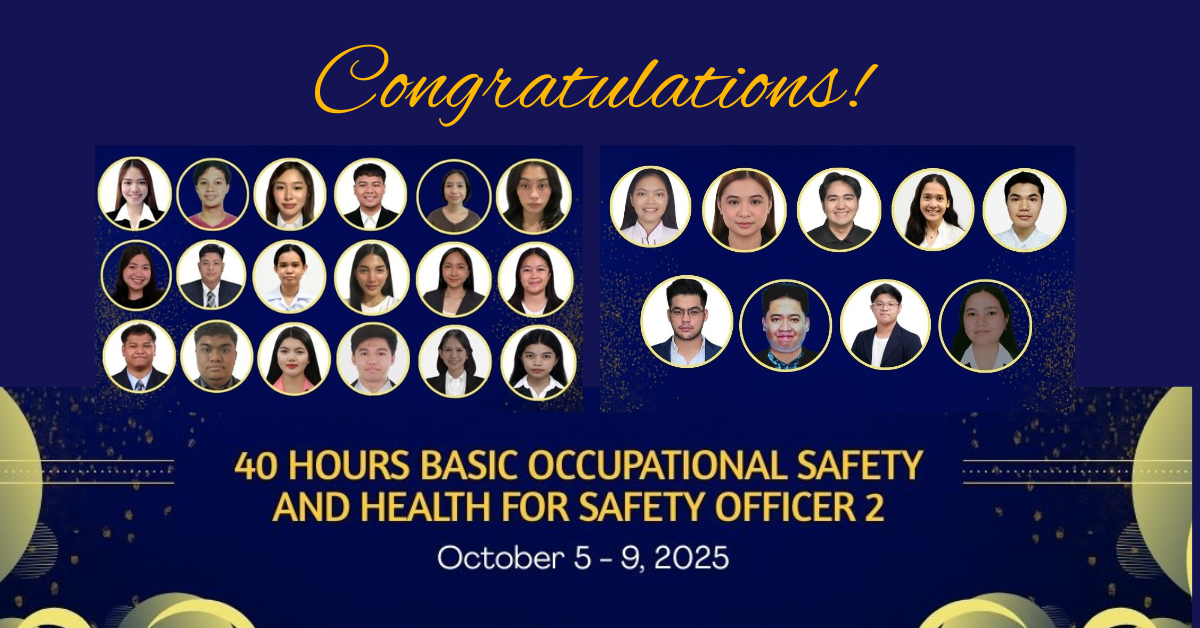 Congratulations!
40 HOURS BASIC OCCUPATIONAL SAFETY
AND HEALTH FOR SAFETY OFFICER 2
October 5 – 9, 2025